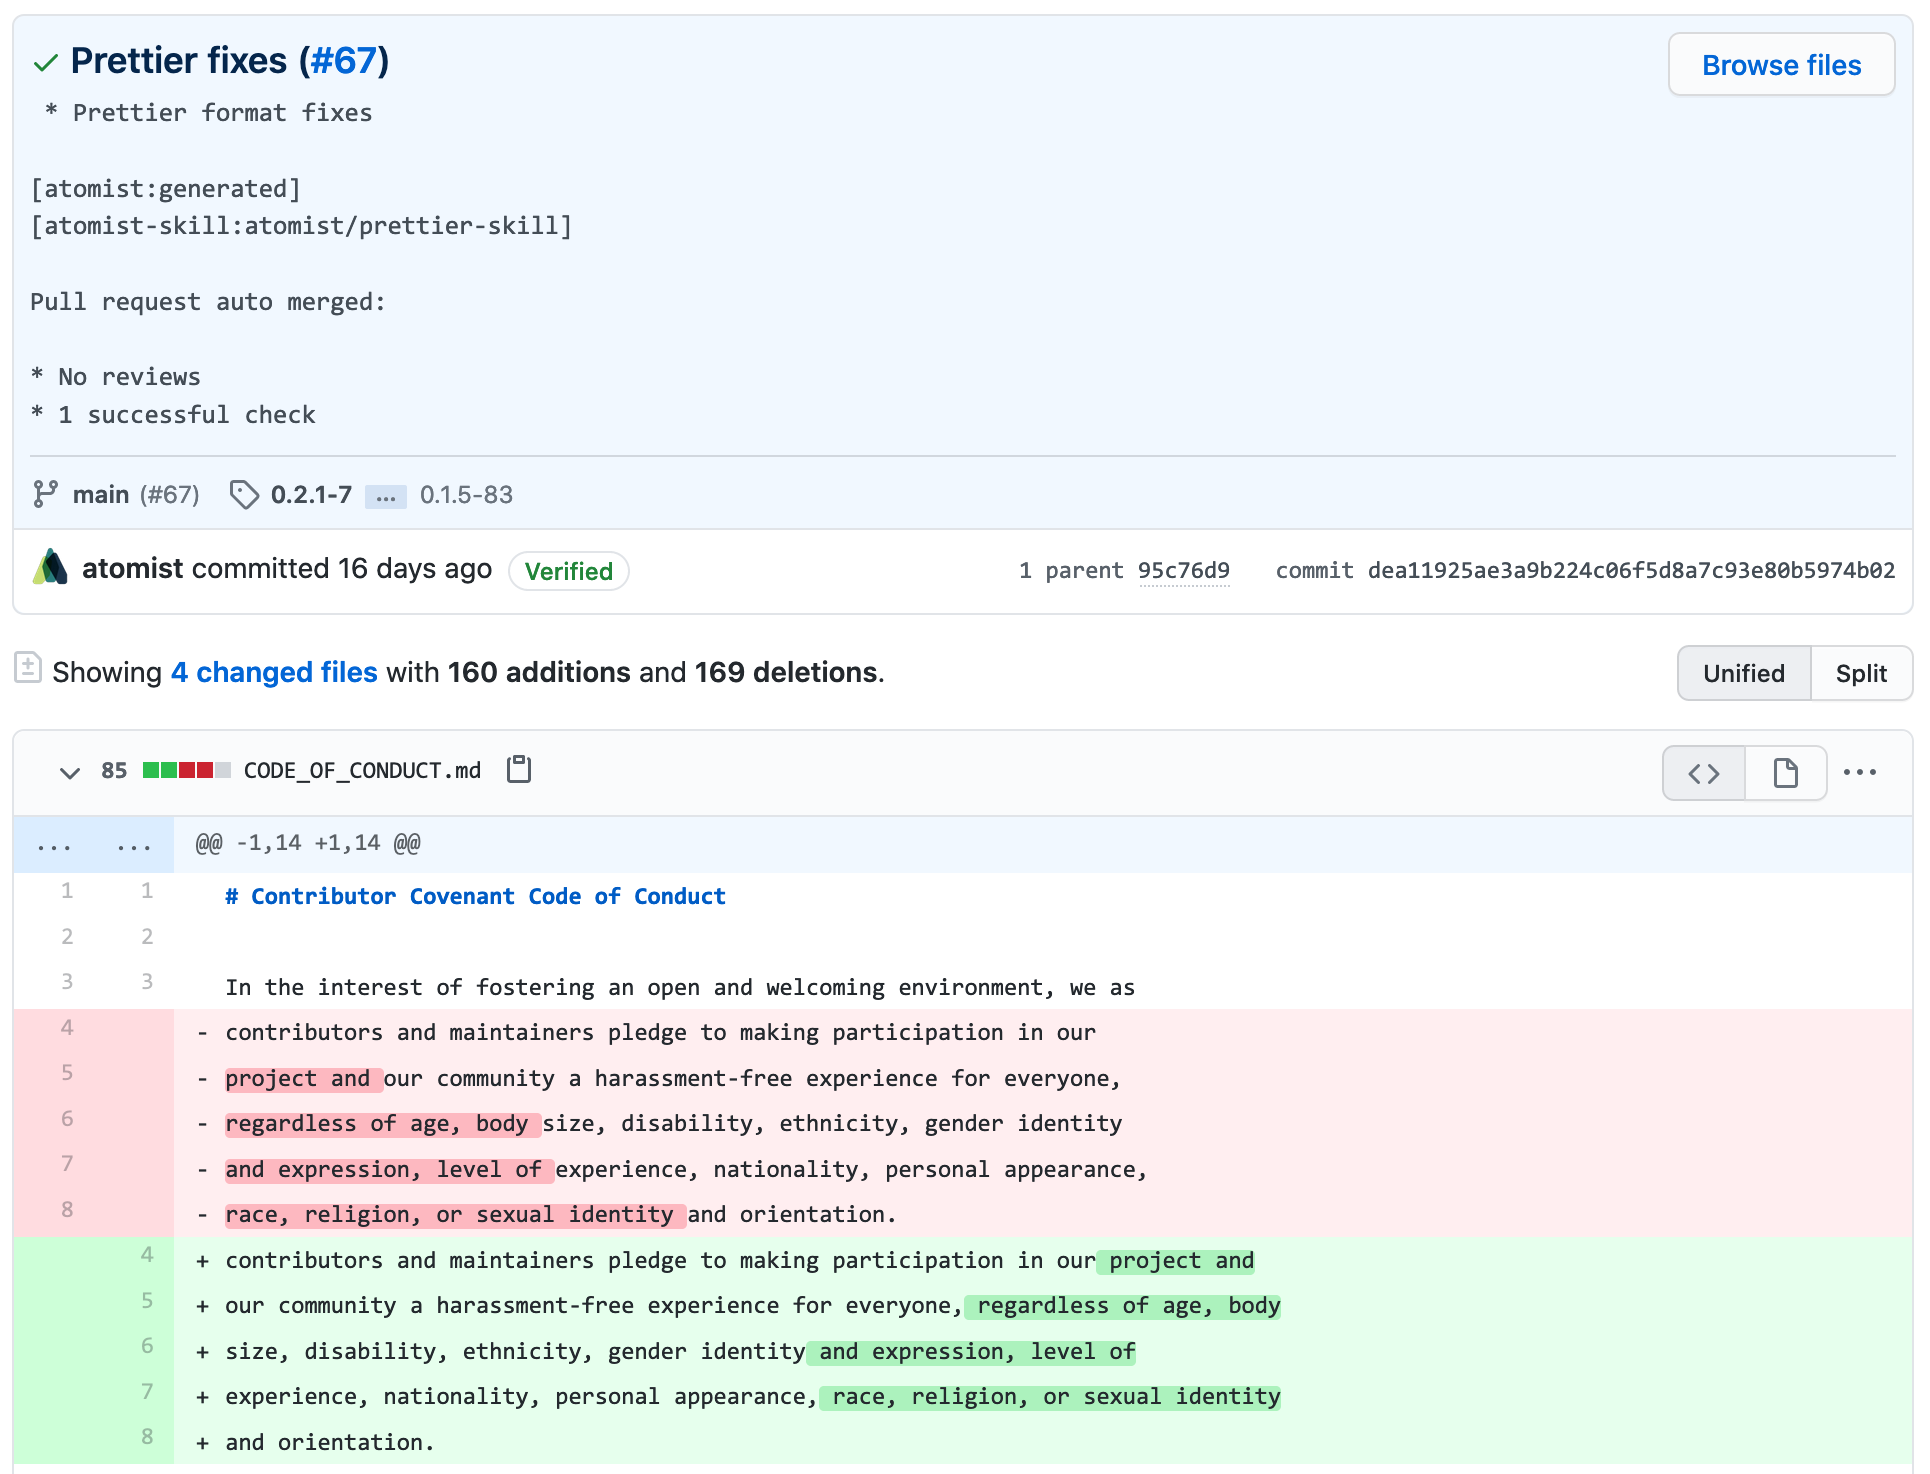 Prettier fixes (#67)
Browse files
* Prettier format fixes
[atomist:generated]
[atomist-skill:atomist/prettier-skill]
Pull request auto merged:
* No reviews
* 1 successful check
main (#67) 0.2.1-7 ... 0.1.5-83
atomist committed 16 days ago Verified 1 parent 95c76d9 commit dea11925ae3a9b224c06f5d8a7c93e80b5974b02
Showing 4 changed files with 160 additions and 169 deletions.
Unified Split
85 CODE_OF_CONDUCT.md
... ... @@ -1,14 +1,14 @@
1 1 # Contributor Covenant Code of Conduct
2 2
3 3 In the interest of fostering an open and welcoming environment, we as
4 - contributors and maintainers pledge to making participation in our
5 - project and our community a harassment-free experience for everyone,
6 - regardless of age, body size, disability, ethnicity, gender identity
7 - and expression, level of experience, nationality, personal appearance,
8 - race, religion, or sexual identity and orientation.
4 + contributors and maintainers pledge to making participation in our project and
5 + our community a harassment-free experience for everyone, regardless of age, body
6 + size, disability, ethnicity, gender identity and expression, level of
7 + experience, nationality, personal appearance, race, religion, or sexual identity
8 + and orientation.